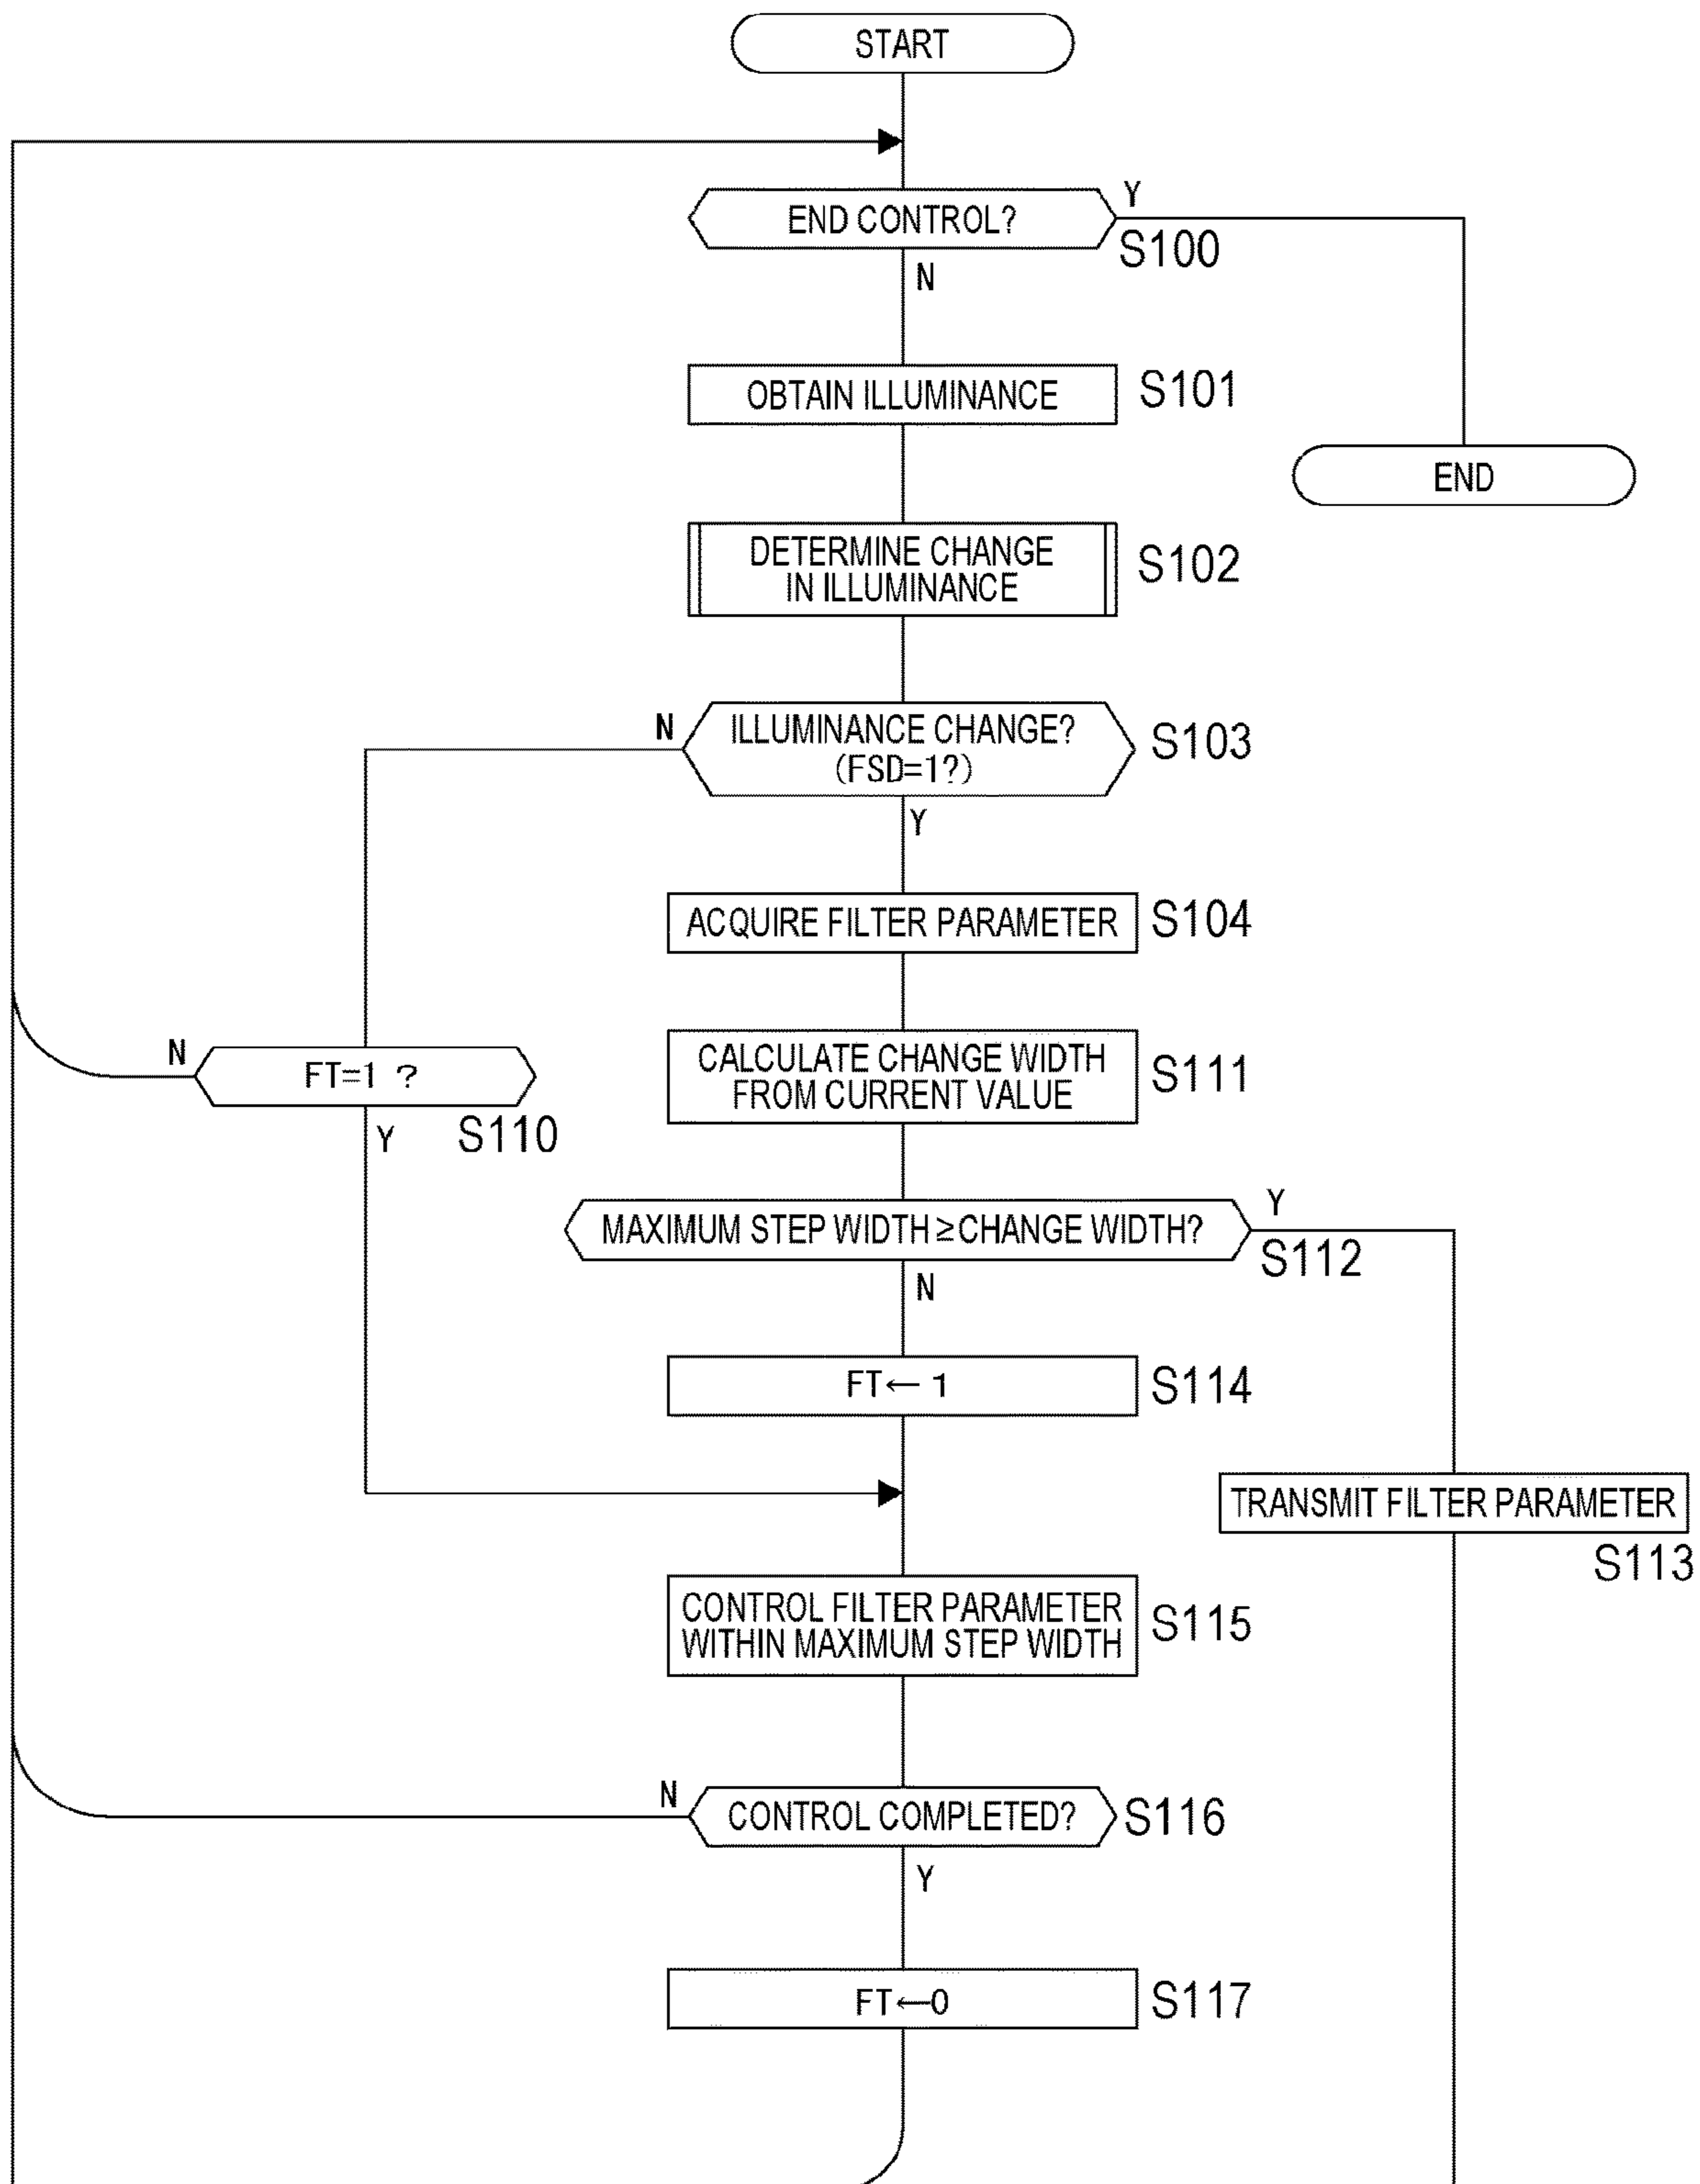 START
END CONTROL?
Y
S100
N
OBTAIN ILLUMINANCE
S101
END
DETERMINE CHANGE
IN ILLUMINANCE
S102
N
ILLUMINANCE CHANGE?
(FSD=1?)
S103
Y
ACQUIRE FILTER PARAMETER
S104
N
FT=1 ?
S110
Y
CALCULATE CHANGE WIDTH
FROM CURRENT VALUE
S111
MAXIMUM STEP WIDTH ≥ CHANGE WIDTH?
Y
S112
N
FT← 1
S114
TRANSMIT FILTER PARAMETER
S113
CONTROL FILTER PARAMETER
WITHIN MAXIMUM STEP WIDTH
S115
N
CONTROL COMPLETED?
S116
Y
FT←0
S117